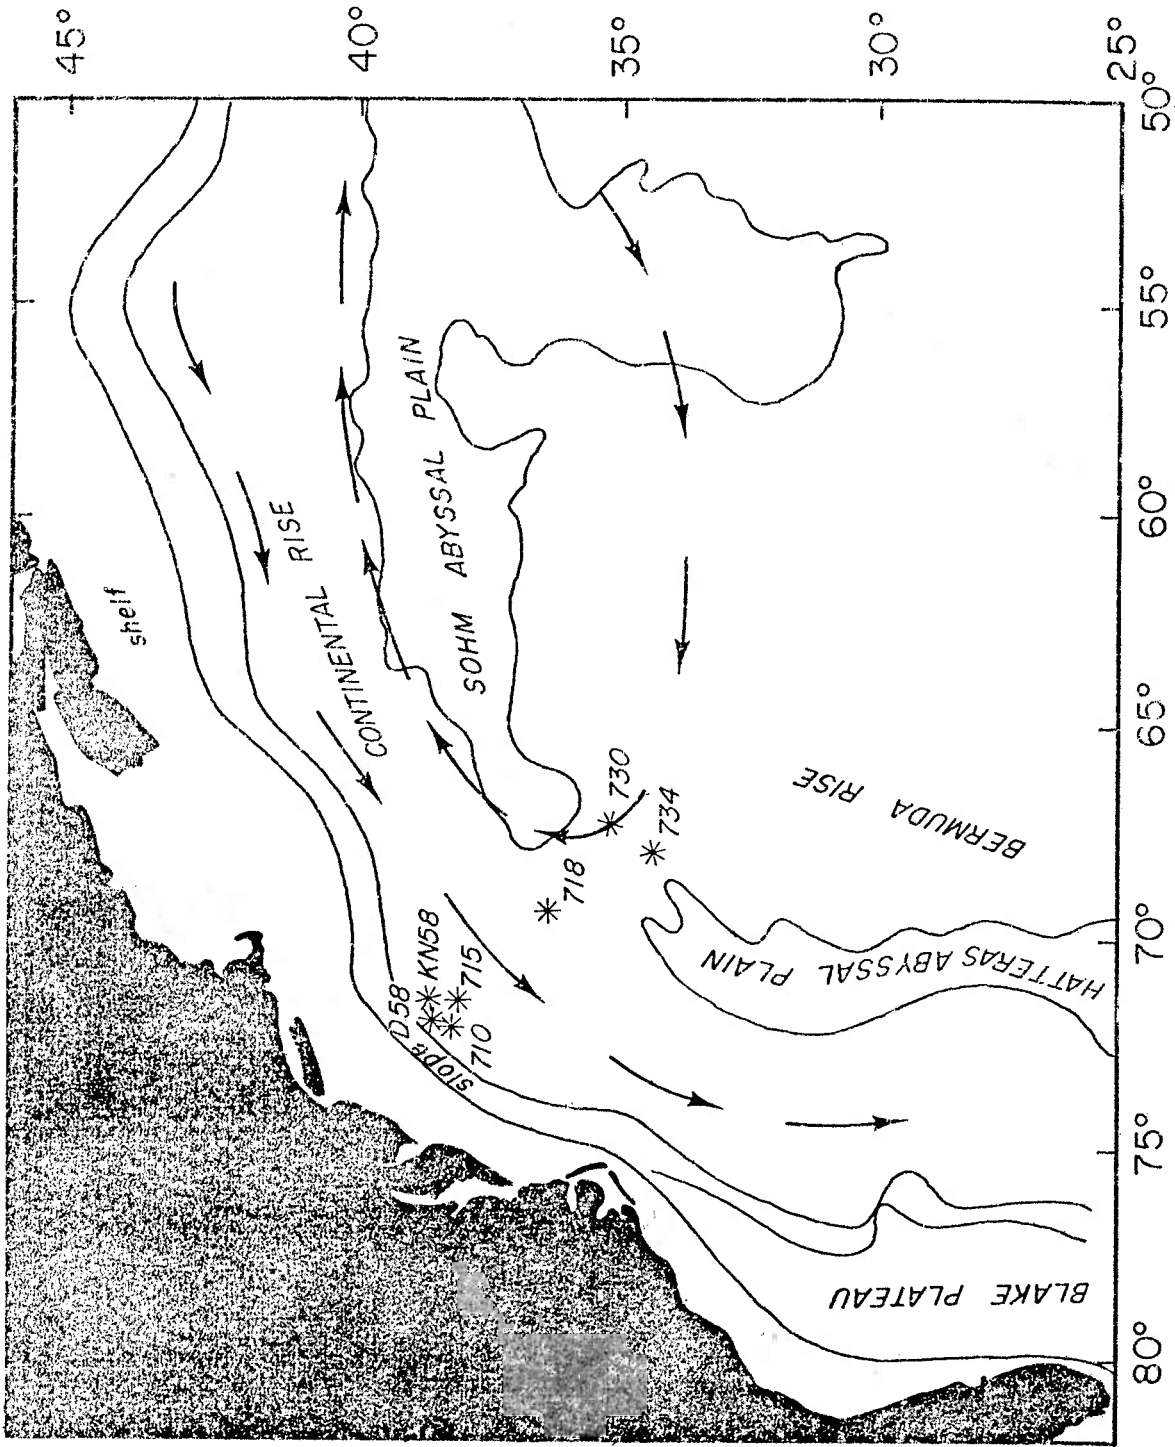 45°
40°
35°
30°
25°
50°
55°
60°
65°
70°
75°
80°
shelf
CONTINENTAL RISE
SOHM ABYSSAL PLAIN
730
734
718
BERMUDA RISE
D58
KN58
715
710
slope
HATTERAS ABYSSAL PLAIN
BLAKE PLATEAU